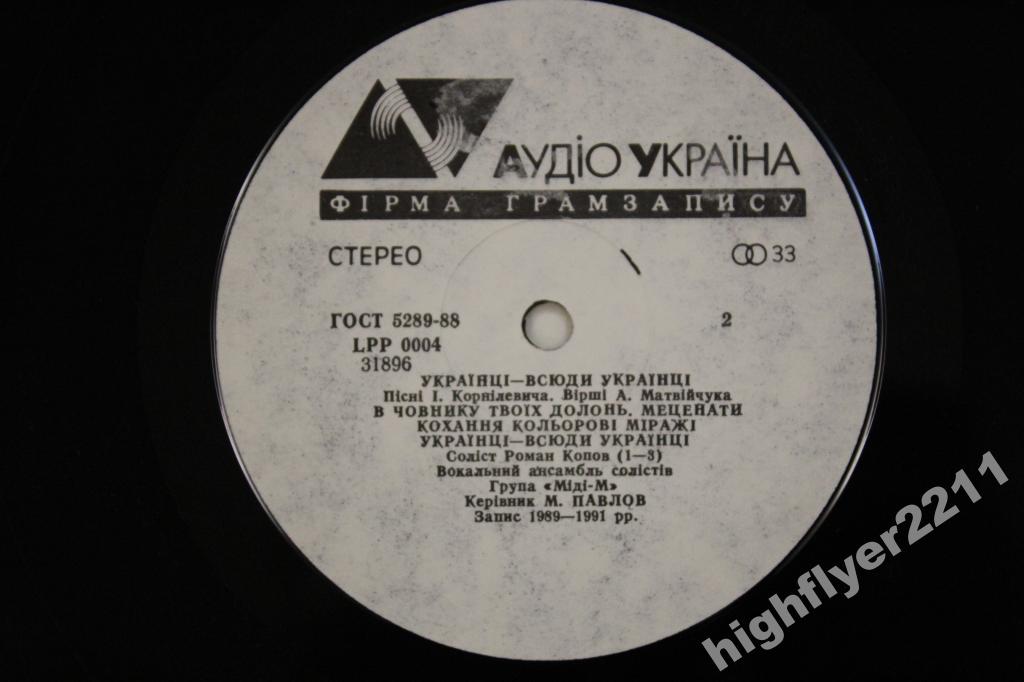 АУДІО УКРАЇНА
ФІРМА ГРАМЗАПИСУ
СТЕРЕО 33
ГОСТ 5289-88 2
LPP 0004
31896
УКРАЇНЦІ—ВСЮДИ УКРАЇНЦІ
Пісні І. Корнілевича. Вірші А. Матвійчука
В ЧОВНИКУ ТВОЇХ ДОЛОНЬ. МЕЦЕНАТИ
КОХАННЯ КОЛЬОРОВІ МІРАЖІ
УКРАЇНЦІ—ВСЮДИ УКРАЇНЦІ
Соліст Роман Копов (1—3)
Вокальний ансамбль солістів
Група «Міді-М»
Керівник М. ПАВЛОВ
Запис 1989—1991 рр.
highflyer2211